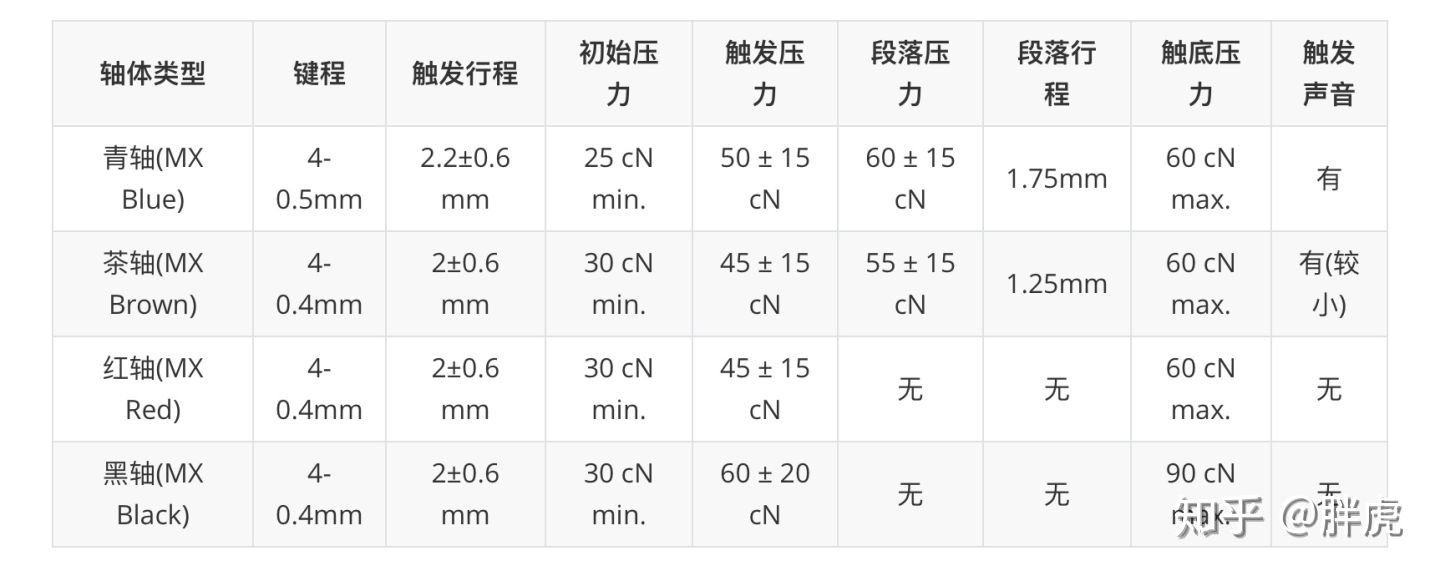 轴体类型 键程 触发行程 初始压力 触发压力 段落压力 段落行程 触底压力 触发声音
青轴(MX Blue) 4-0.5mm 2.2±0.6 mm 25 cN min. 50 ± 15 cN 60 ± 15 cN 1.75mm 60 cN max. 有
茶轴(MX Brown) 4-0.4mm 2±0.6 mm 30 cN min. 45 ± 15 cN 55 ± 15 cN 1.25mm 60 cN max. 有(较小)
红轴(MX Red) 4-0.4mm 2±0.6 mm 30 cN min. 45 ± 15 cN 无 无 60 cN max. 无
黑轴(MX Black) 4-0.4mm 2±0.6 mm 30 cN min. 60 ± 20 cN 无 无 90 cN max. 无
知乎 @胖虎